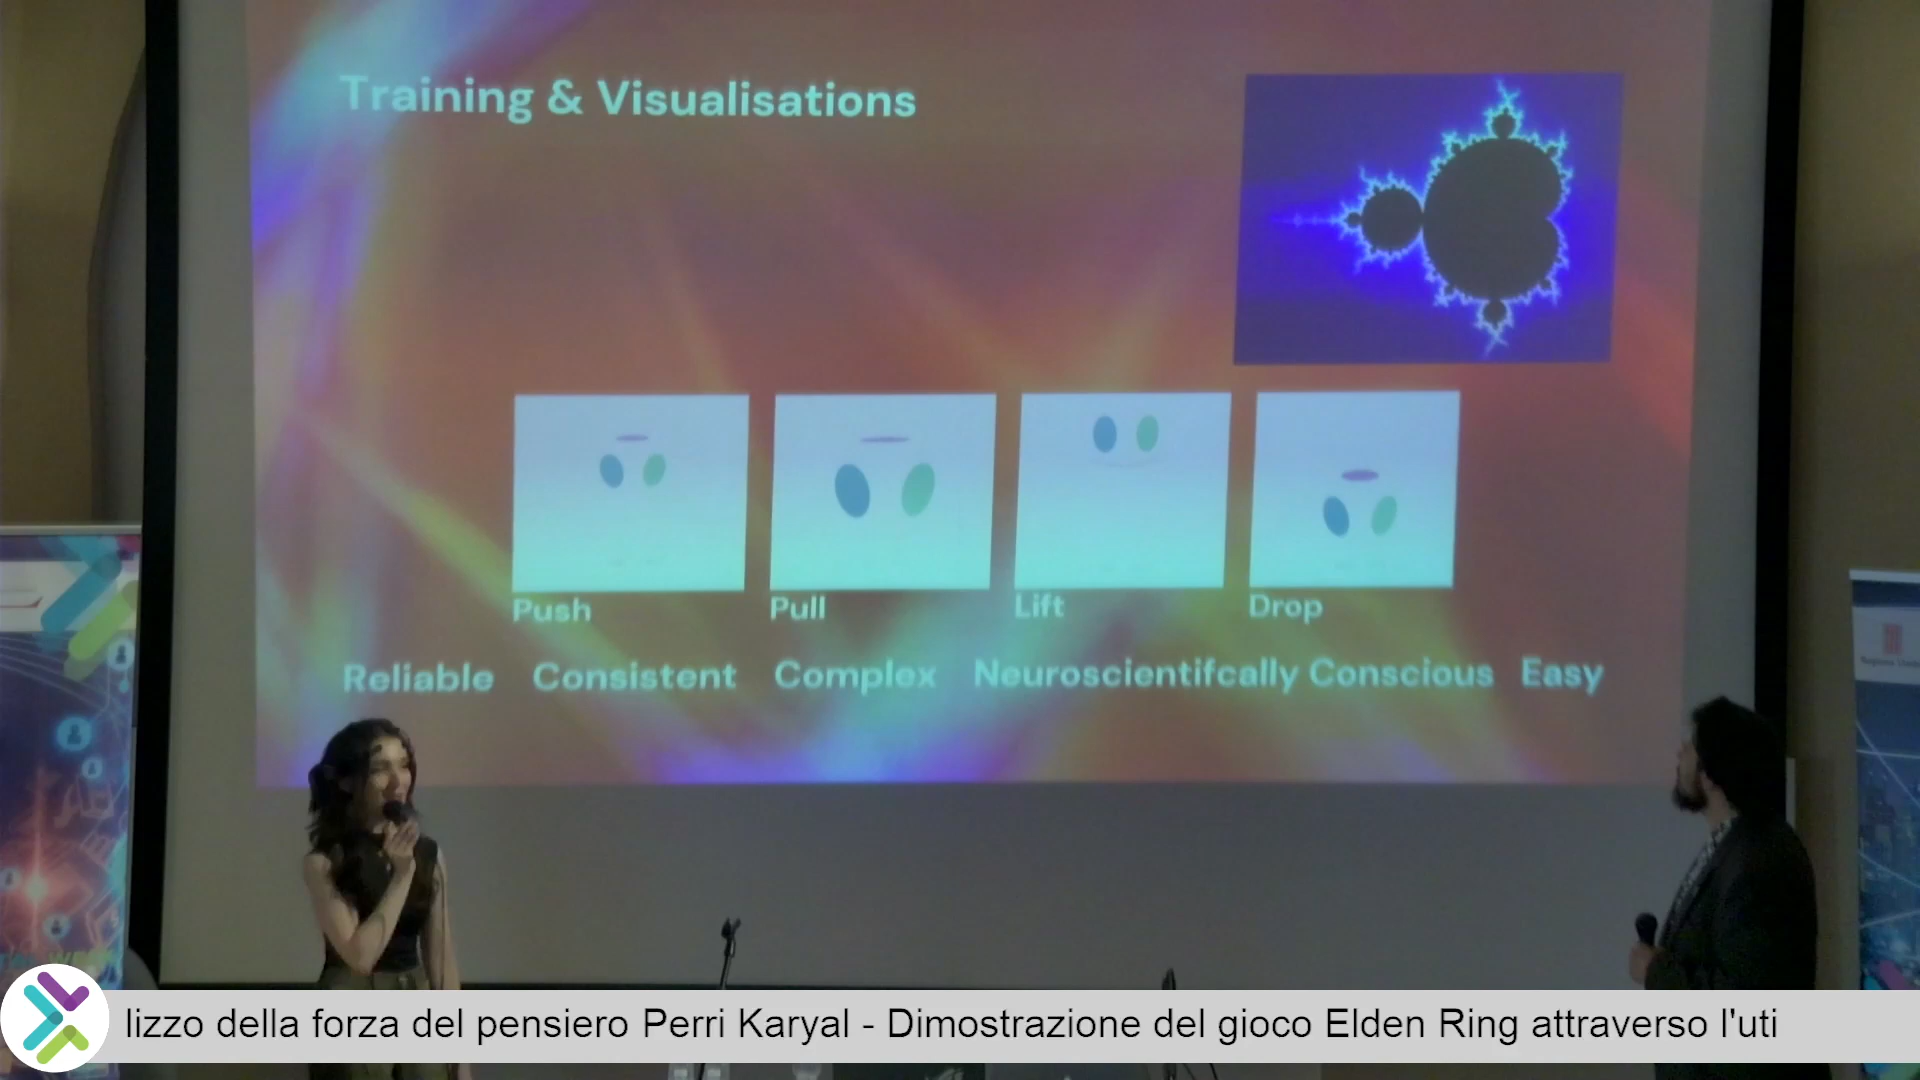 Training & Visualisations
Push
Pull
Lift
Drop
Reliable Consistent Complex Neuroscientifcally Conscious Easy
lizzo della forza del pensiero Perri Karyal - Dimostrazione del gioco Elden Ring attraverso l'uti